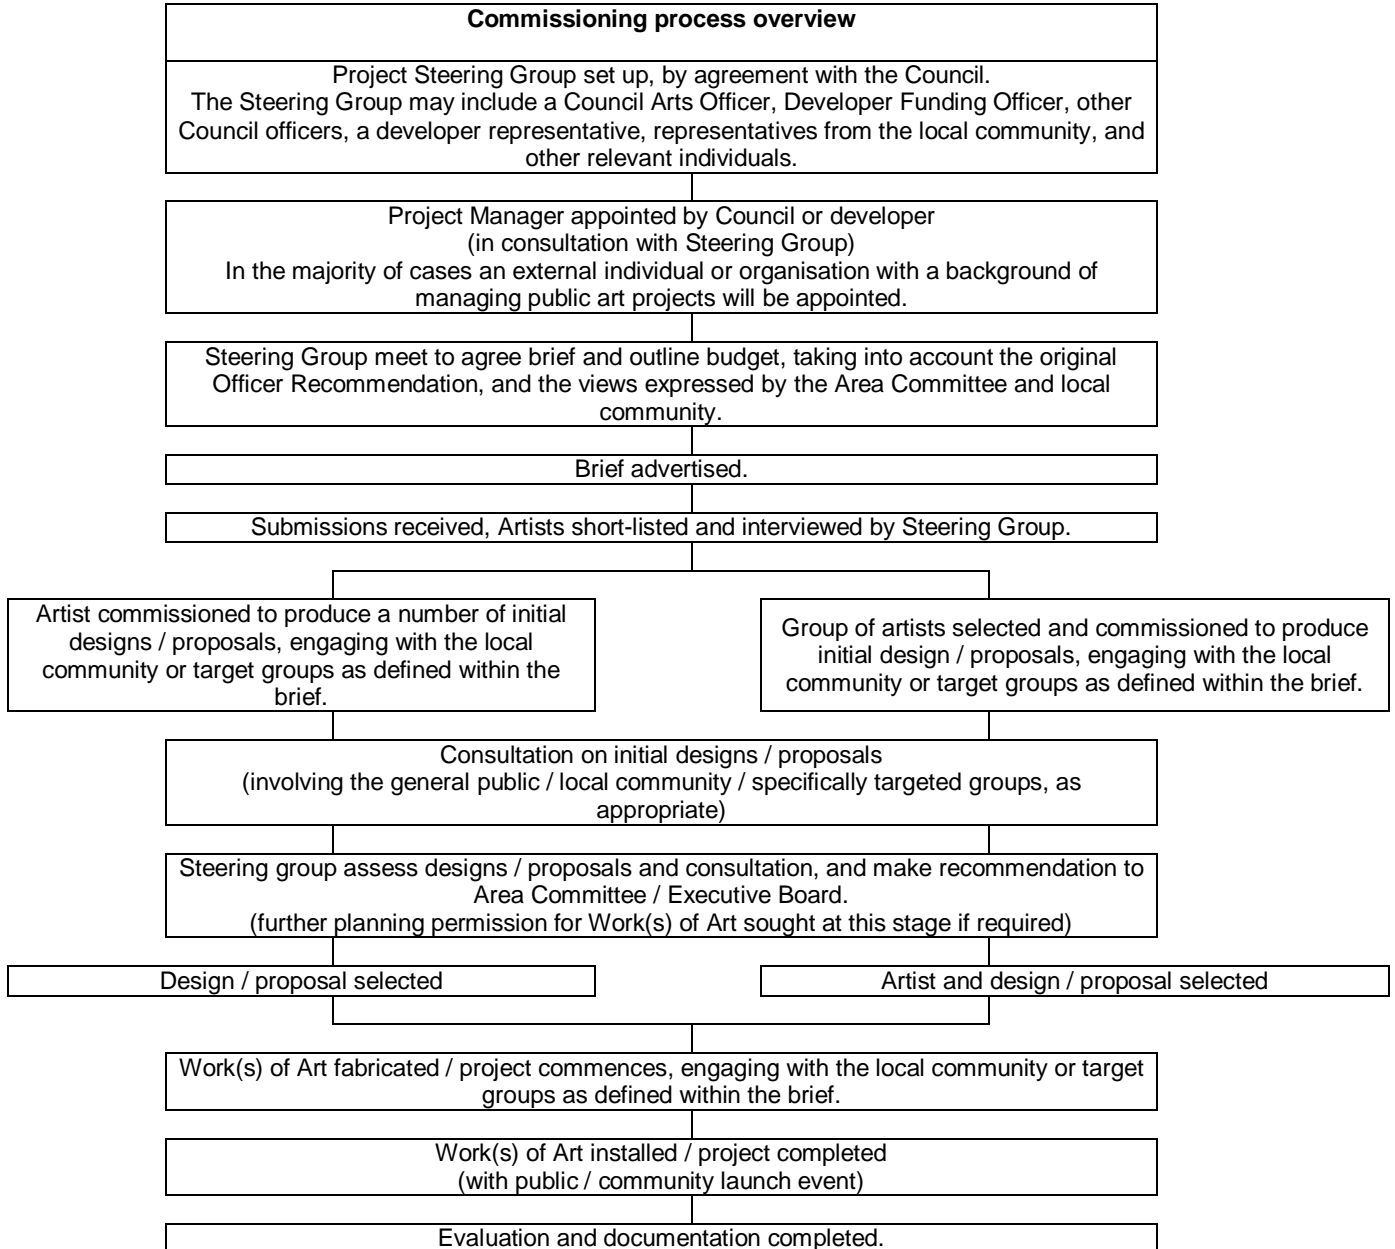 Commissioning process overview
Project Steering Group set up, by agreement with the Council.
The Steering Group may include a Council Arts Officer, Developer Funding Officer, other
Council officers, a developer representative, representatives from the local community, and
other relevant individuals.
Project Manager appointed by Council or developer
(in consultation with Steering Group)
In the majority of cases an external individual or organisation with a background of
managing public art projects will be appointed.
Steering Group meet to agree brief and outline budget, taking into account the original
Officer Recommendation, and the views expressed by the Area Committee and local
community.
Brief advertised.
Submissions received, Artists short-listed and interviewed by Steering Group.
Artist commissioned to produce a number of initial
designs / proposals, engaging with the local
community or target groups as defined within the
brief.
Group of artists selected and commissioned to produce
initial design / proposals, engaging with the local
community or target groups as defined within the brief.
Consultation on initial designs / proposals
(involving the general public / local community / specifically targeted groups, as
appropriate)
Steering group assess designs / proposals and consultation, and make recommendation to
Area Committee / Executive Board.
(further planning permission for Work(s) of Art sought at this stage if required)
Design / proposal selected
Artist and design / proposal selected
Work(s) of Art fabricated / project commences, engaging with the local community or target
groups as defined within the brief.
Work(s) of Art installed / project completed
(with public / community launch event)
Evaluation and documentation completed.